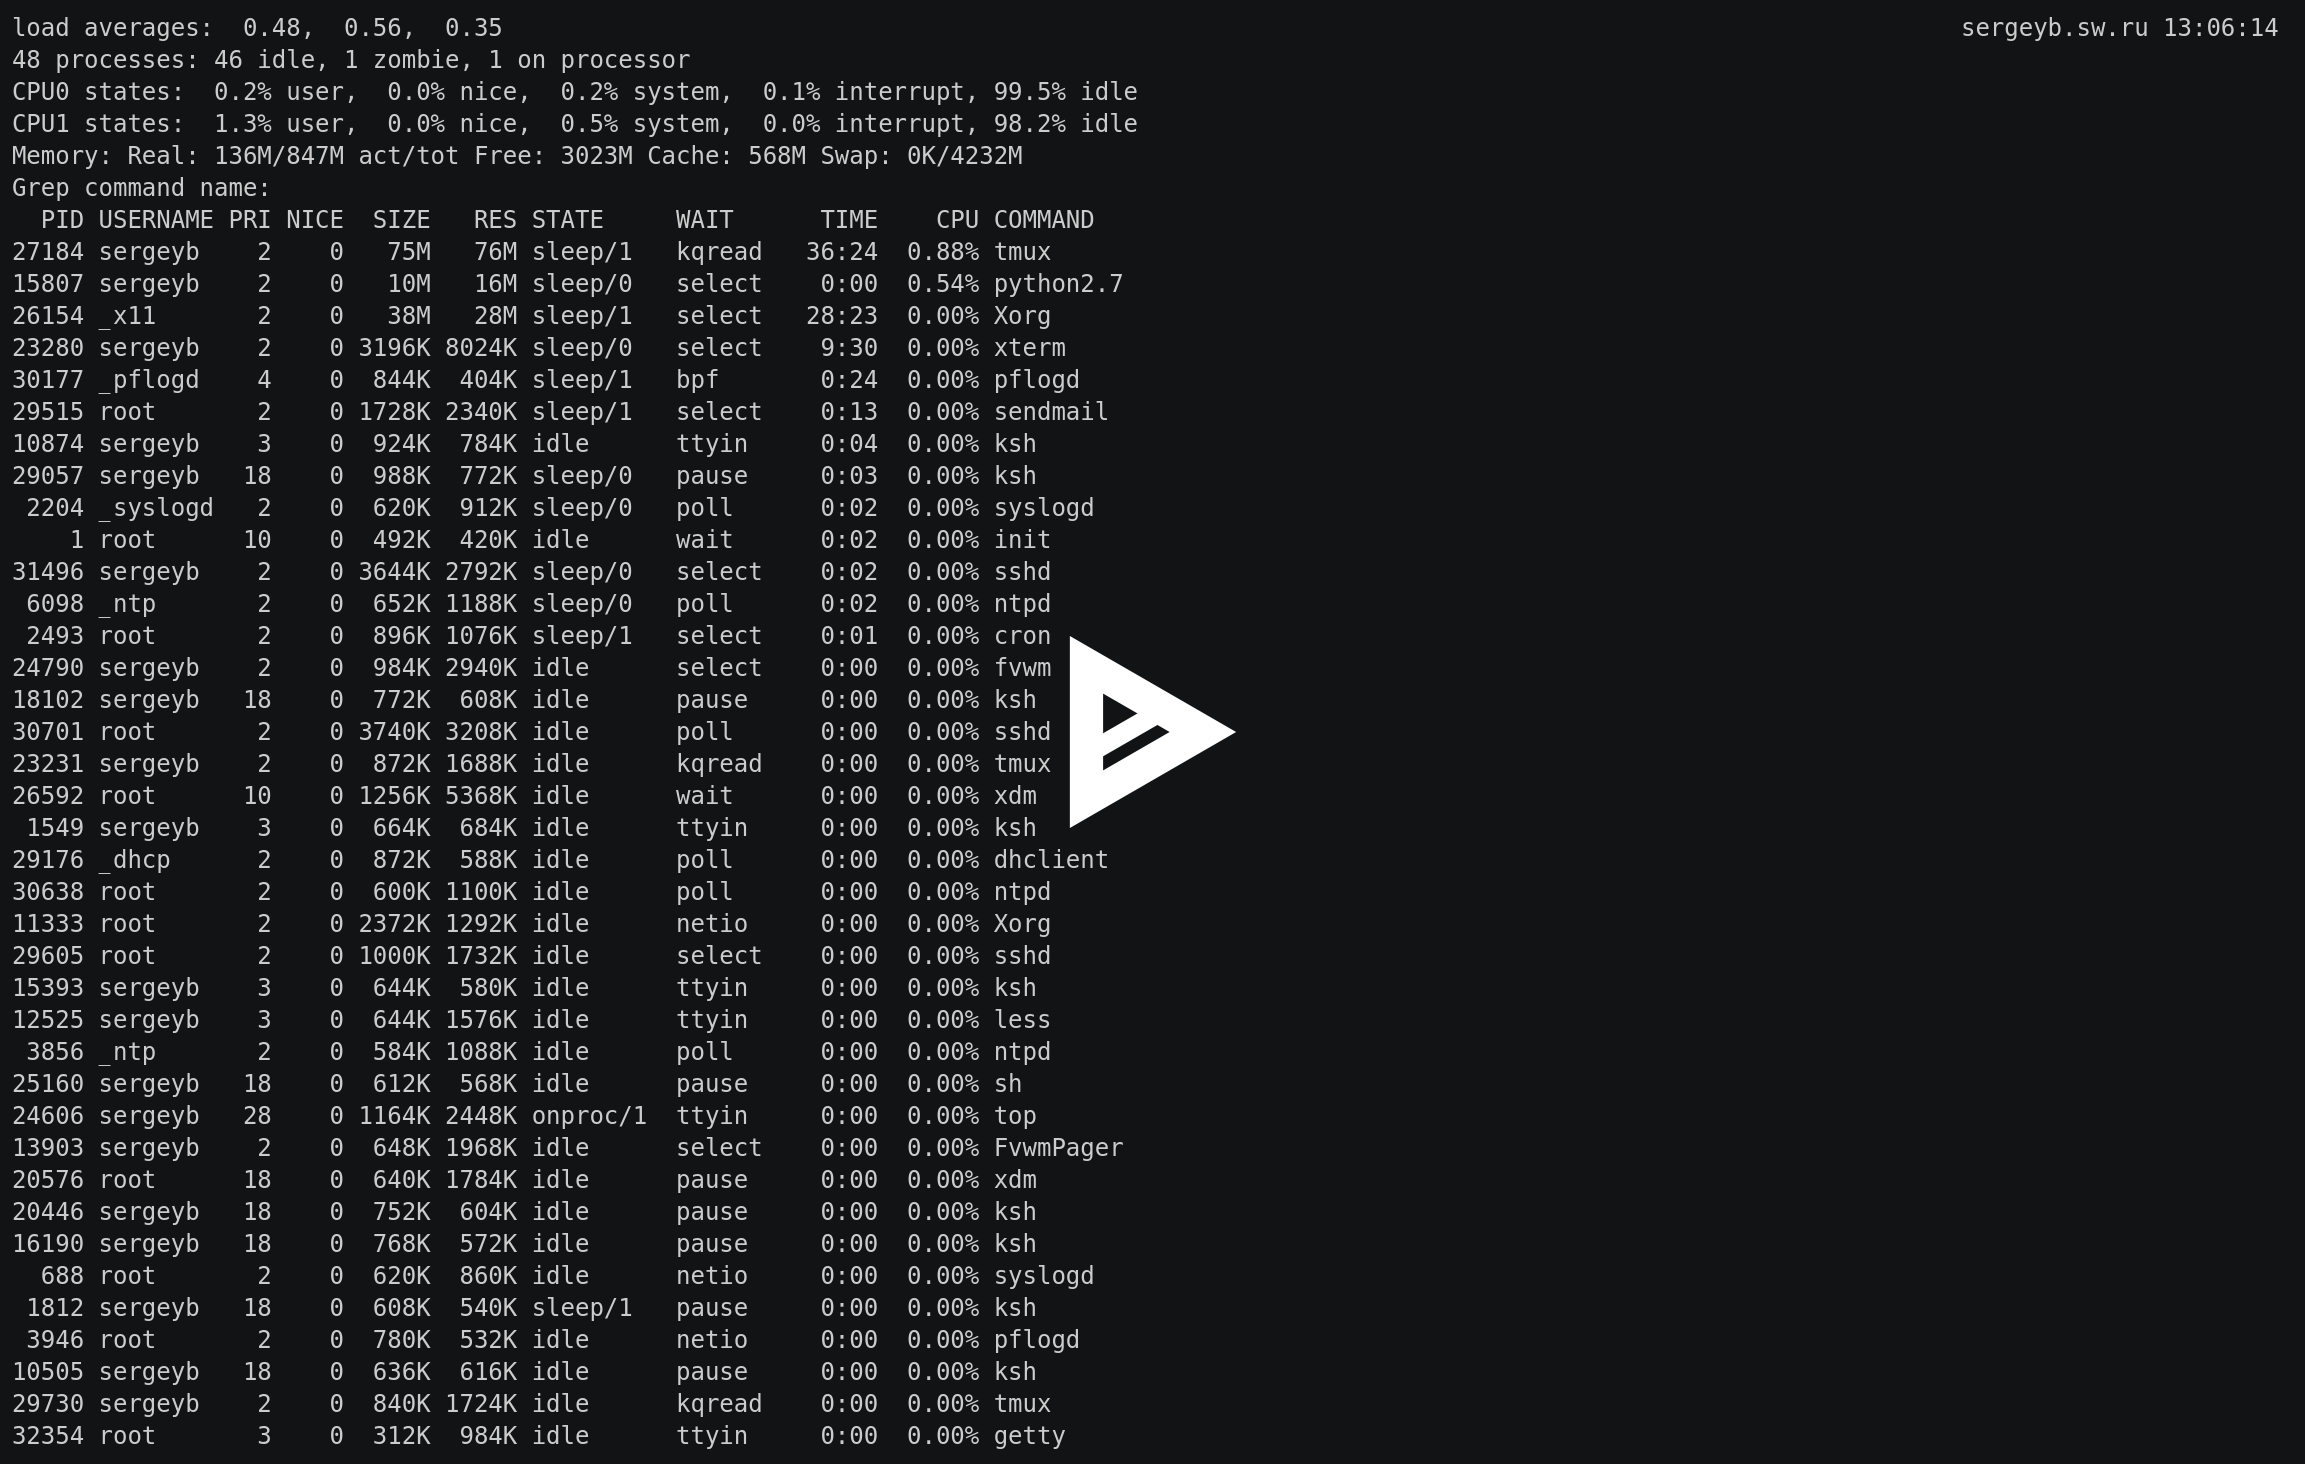 load averages:  0.48,  0.56,  0.35 sergeyb.sw.ru 13:06:14
48 processes: 46 idle, 1 zombie, 1 on processor
CPU0 states:  0.2% user,  0.0% nice,  0.2% system,  0.1% interrupt, 99.5% idle
CPU1 states:  1.3% user,  0.0% nice,  0.5% system,  0.0% interrupt, 98.2% idle
Memory: Real: 136M/847M act/tot Free: 3023M Cache: 568M Swap: 0K/4232M
Grep command name:
  PID USERNAME PRI NICE  SIZE   RES STATE     WAIT      TIME    CPU COMMAND
27184 sergeyb    2    0   75M   76M sleep/1   kqread   36:24  0.88% tmux
15807 sergeyb    2    0   10M   16M sleep/0   select    0:00  0.54% python2.7
26154 _x11       2    0   38M   28M sleep/1   select   28:23  0.00% Xorg
23280 sergeyb    2    0 3196K 8024K sleep/0   select    9:30  0.00% xterm
30177 _pflogd    4    0  844K  404K sleep/1   bpf       0:24  0.00% pflogd
29515 root       2    0 1728K 2340K sleep/1   select    0:13  0.00% sendmail
10874 sergeyb    3    0  924K  784K idle      ttyin     0:04  0.00% ksh
29057 sergeyb   18    0  988K  772K sleep/0   pause     0:03  0.00% ksh
 2204 _syslogd   2    0  620K  912K sleep/0   poll      0:02  0.00% syslogd
    1 root      10    0  492K  420K idle      wait      0:02  0.00% init
31496 sergeyb    2    0 3644K 2792K sleep/0   select    0:02  0.00% sshd
 6098 _ntp       2    0  652K 1188K sleep/0   poll      0:02  0.00% ntpd
 2493 root       2    0  896K 1076K sleep/1   select    0:01  0.00% cron
24790 sergeyb    2    0  984K 2940K idle      select    0:00  0.00% fvwm
18102 sergeyb   18    0  772K  608K idle      pause     0:00  0.00% ksh
30701 root       2    0 3740K 3208K idle      poll      0:00  0.00% sshd
23231 sergeyb    2    0  872K 1688K idle      kqread    0:00  0.00% tmux
26592 root      10    0 1256K 5368K idle      wait      0:00  0.00% xdm
 1549 sergeyb    3    0  664K  684K idle      ttyin     0:00  0.00% ksh
29176 _dhcp      2    0  872K  588K idle      poll      0:00  0.00% dhclient
30638 root       2    0  600K 1100K idle      poll      0:00  0.00% ntpd
11333 root       2    0 2372K 1292K idle      netio     0:00  0.00% Xorg
29605 root       2    0 1000K 1732K idle      select    0:00  0.00% sshd
15393 sergeyb    3    0  644K  580K idle      ttyin     0:00  0.00% ksh
12525 sergeyb    3    0  644K 1576K idle      ttyin     0:00  0.00% less
 3856 _ntp       2    0  584K 1088K idle      poll      0:00  0.00% ntpd
25160 sergeyb   18    0  612K  568K idle      pause     0:00  0.00% sh
24606 sergeyb   28    0 1164K 2448K onproc/1  ttyin     0:00  0.00% top
13903 sergeyb    2    0  648K 1968K idle      select    0:00  0.00% FvwmPager
20576 root      18    0  640K 1784K idle      pause     0:00  0.00% xdm
20446 sergeyb   18    0  752K  604K idle      pause     0:00  0.00% ksh
16190 sergeyb   18    0  768K  572K idle      pause     0:00  0.00% ksh
  688 root       2    0  620K  860K idle      netio     0:00  0.00% syslogd
 1812 sergeyb   18    0  608K  540K sleep/1   pause     0:00  0.00% ksh
 3946 root       2    0  780K  532K idle      netio     0:00  0.00% pflogd
10505 sergeyb   18    0  636K  616K idle      pause     0:00  0.00% ksh
29730 sergeyb    2    0  840K 1724K idle      kqread    0:00  0.00% tmux
32354 root       3    0  312K  984K idle      ttyin     0:00  0.00% getty